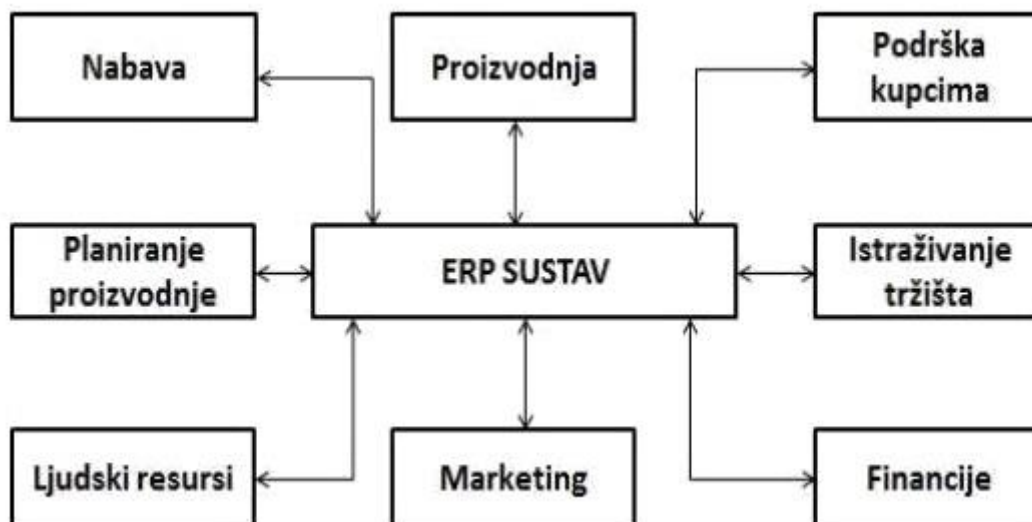 Nabava
Proizvodnja
Podrška
kupcima
Planiranje
proizvodnje
ERP SUSTAV
Istraživanje
tržišta
Ljudski resursi
Marketing
Financije